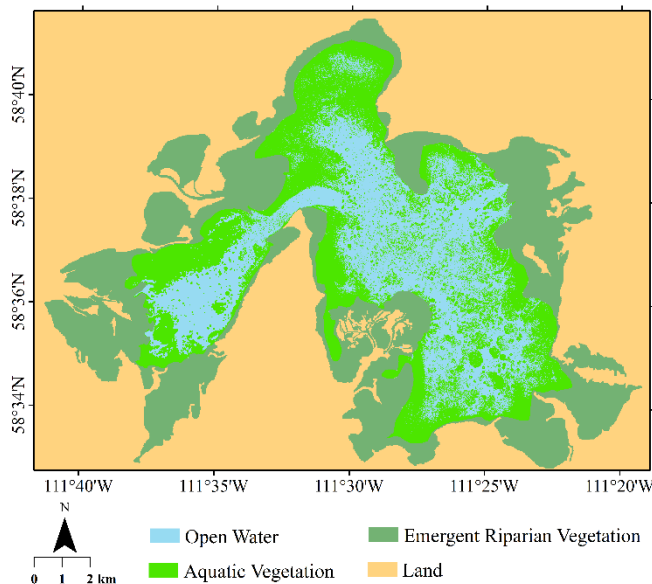 58°40'N
58°38'N
58°36'N
58°34'N
111°40'W 111°35'W 111°30'W 111°25'W 111°20'W
N
0 1 2 km
Open Water
Emergent Riparian Vegetation
Aquatic Vegetation
Land